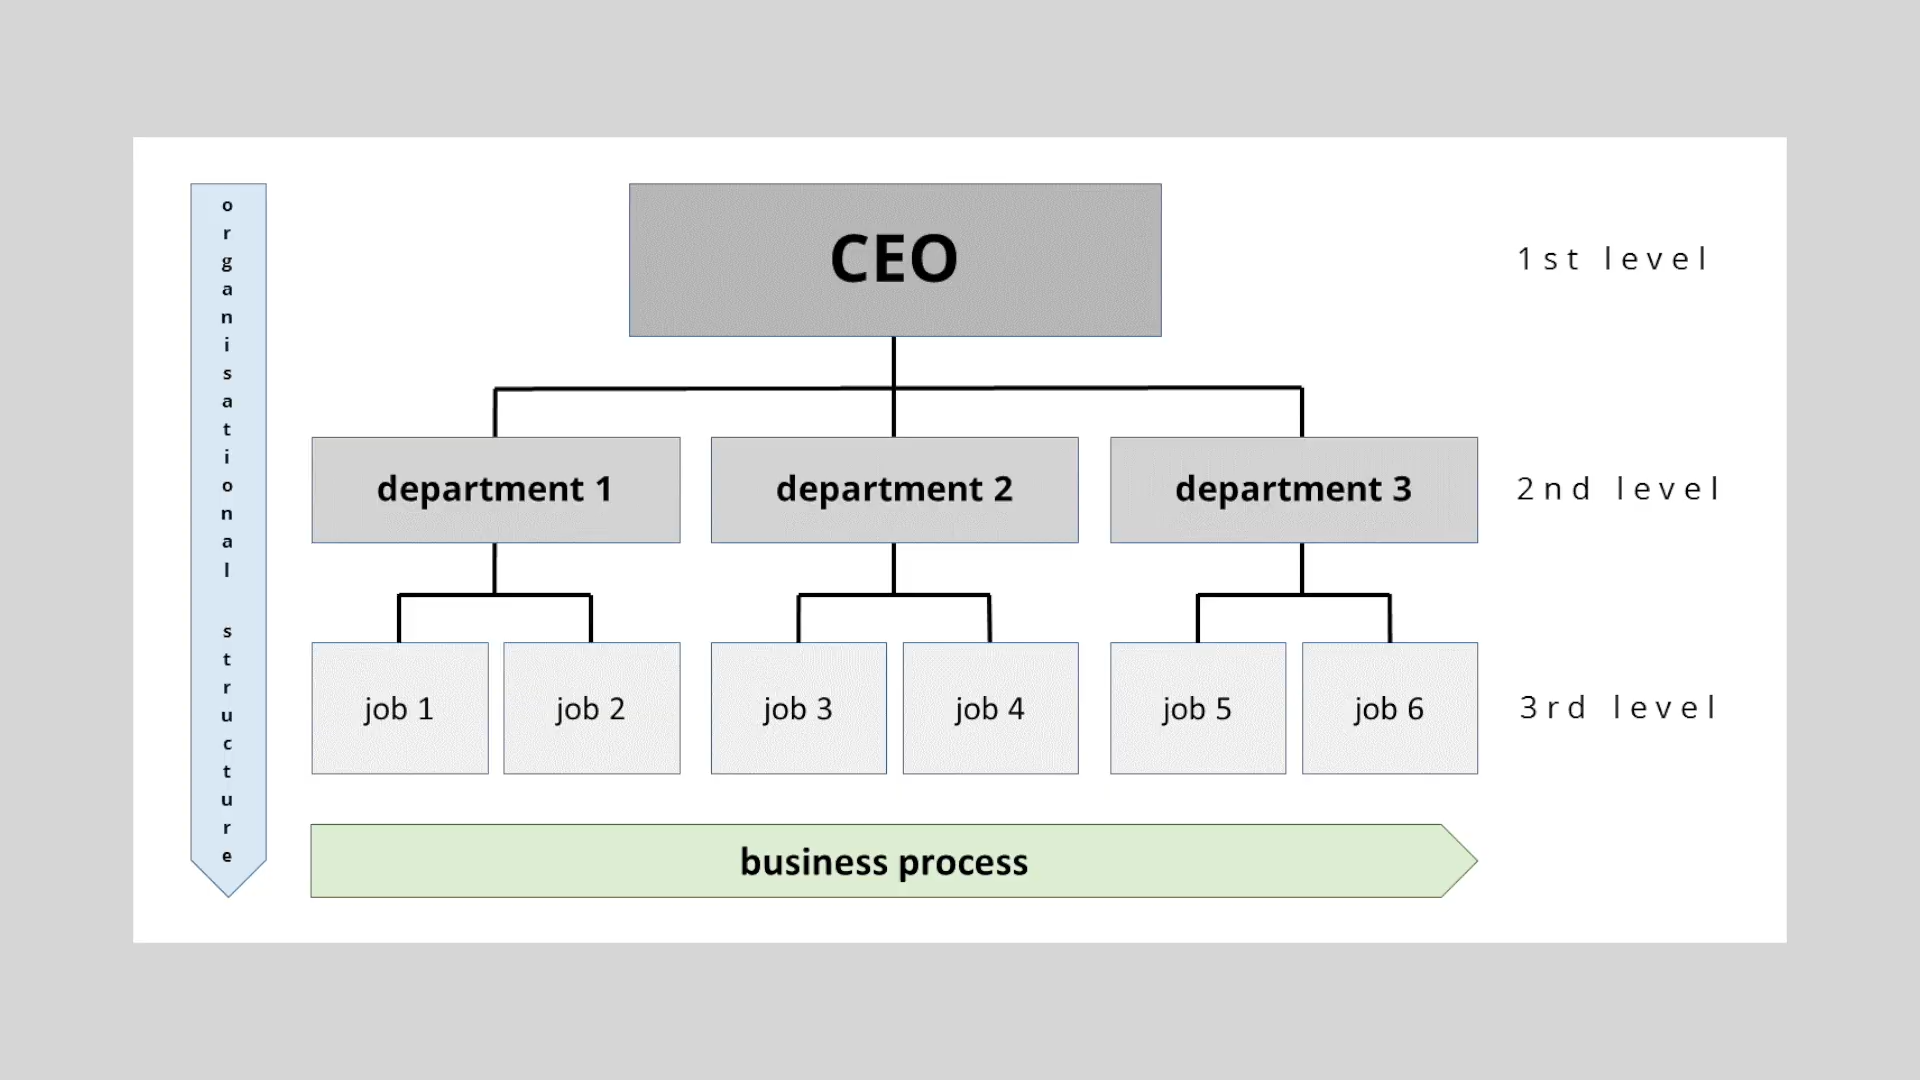 organisational structure
CEO
1st level
department 1
department 2
department 3
2nd level
job 1
job 2
job 3
job 4
job 5
job 6
3rd level
business process